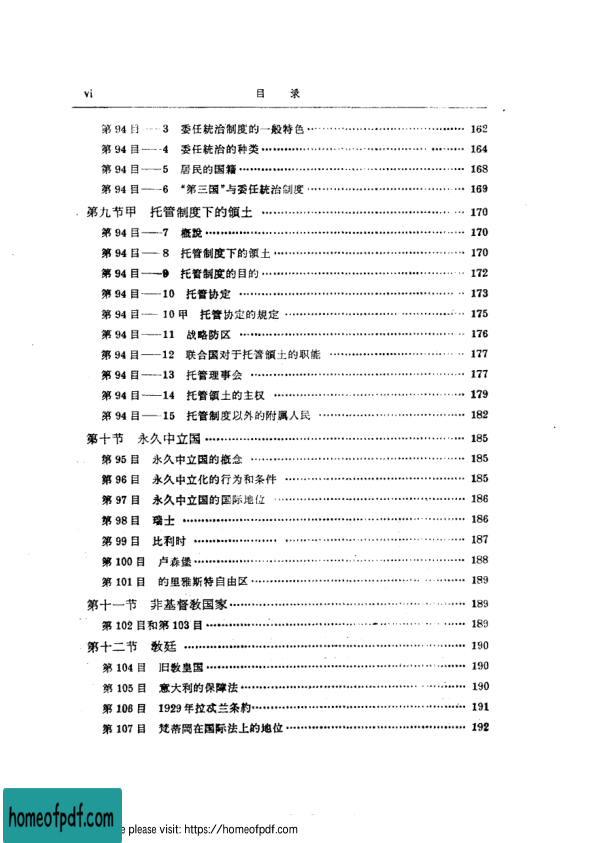 vi 目 录
第 94 目——3 委任統治制度的一般特色 162
第 94 目——4 委任統治的种类 164
第 94 目——5 居民的国籍 168
第 94 目——6 “第三国”与委任統治制度 169
第九节甲 托管制度下的領土 170
第 94 目——7 概說 170
第 94 目——8 托管制度下的領土 170
第 94 目——9 托管制度的目的 172
第 94 目——10 托管协定 173
第 94 目——10 甲 托管协定的規定 175
第 94 目——11 战略防区 176
第 94 目——12 联合国对于托管領土的职能 177
第 94 目——13 托管理事会 177
第 94 目——14 托管領土的主权 179
第 94 目——15 托管制度以外的附属人民 182
第十节 永久中立国 185
第 95 目 永久中立国的概念 185
第 96 目 永久中立化的行为和条件 185
第 97 目 永久中立国的国际地位 186
第 98 目 瑞士 186
第 99 目 比利时 187
第 100 目 卢森堡 188
第 101 目 的里雅斯特自由区 189
第十一节 非基督教国家 189
第 102 目和第 103 目 189
第十二节 教廷 190
第 104 目 旧教皇国 190
第 105 目 意大利的保障法 190
第 106 目 1929 年拉忒兰条約 191
第 107 目 梵蒂岡在国际法上的地位 192
homeofpdf.com
e please visit: https://homeofpdf.com